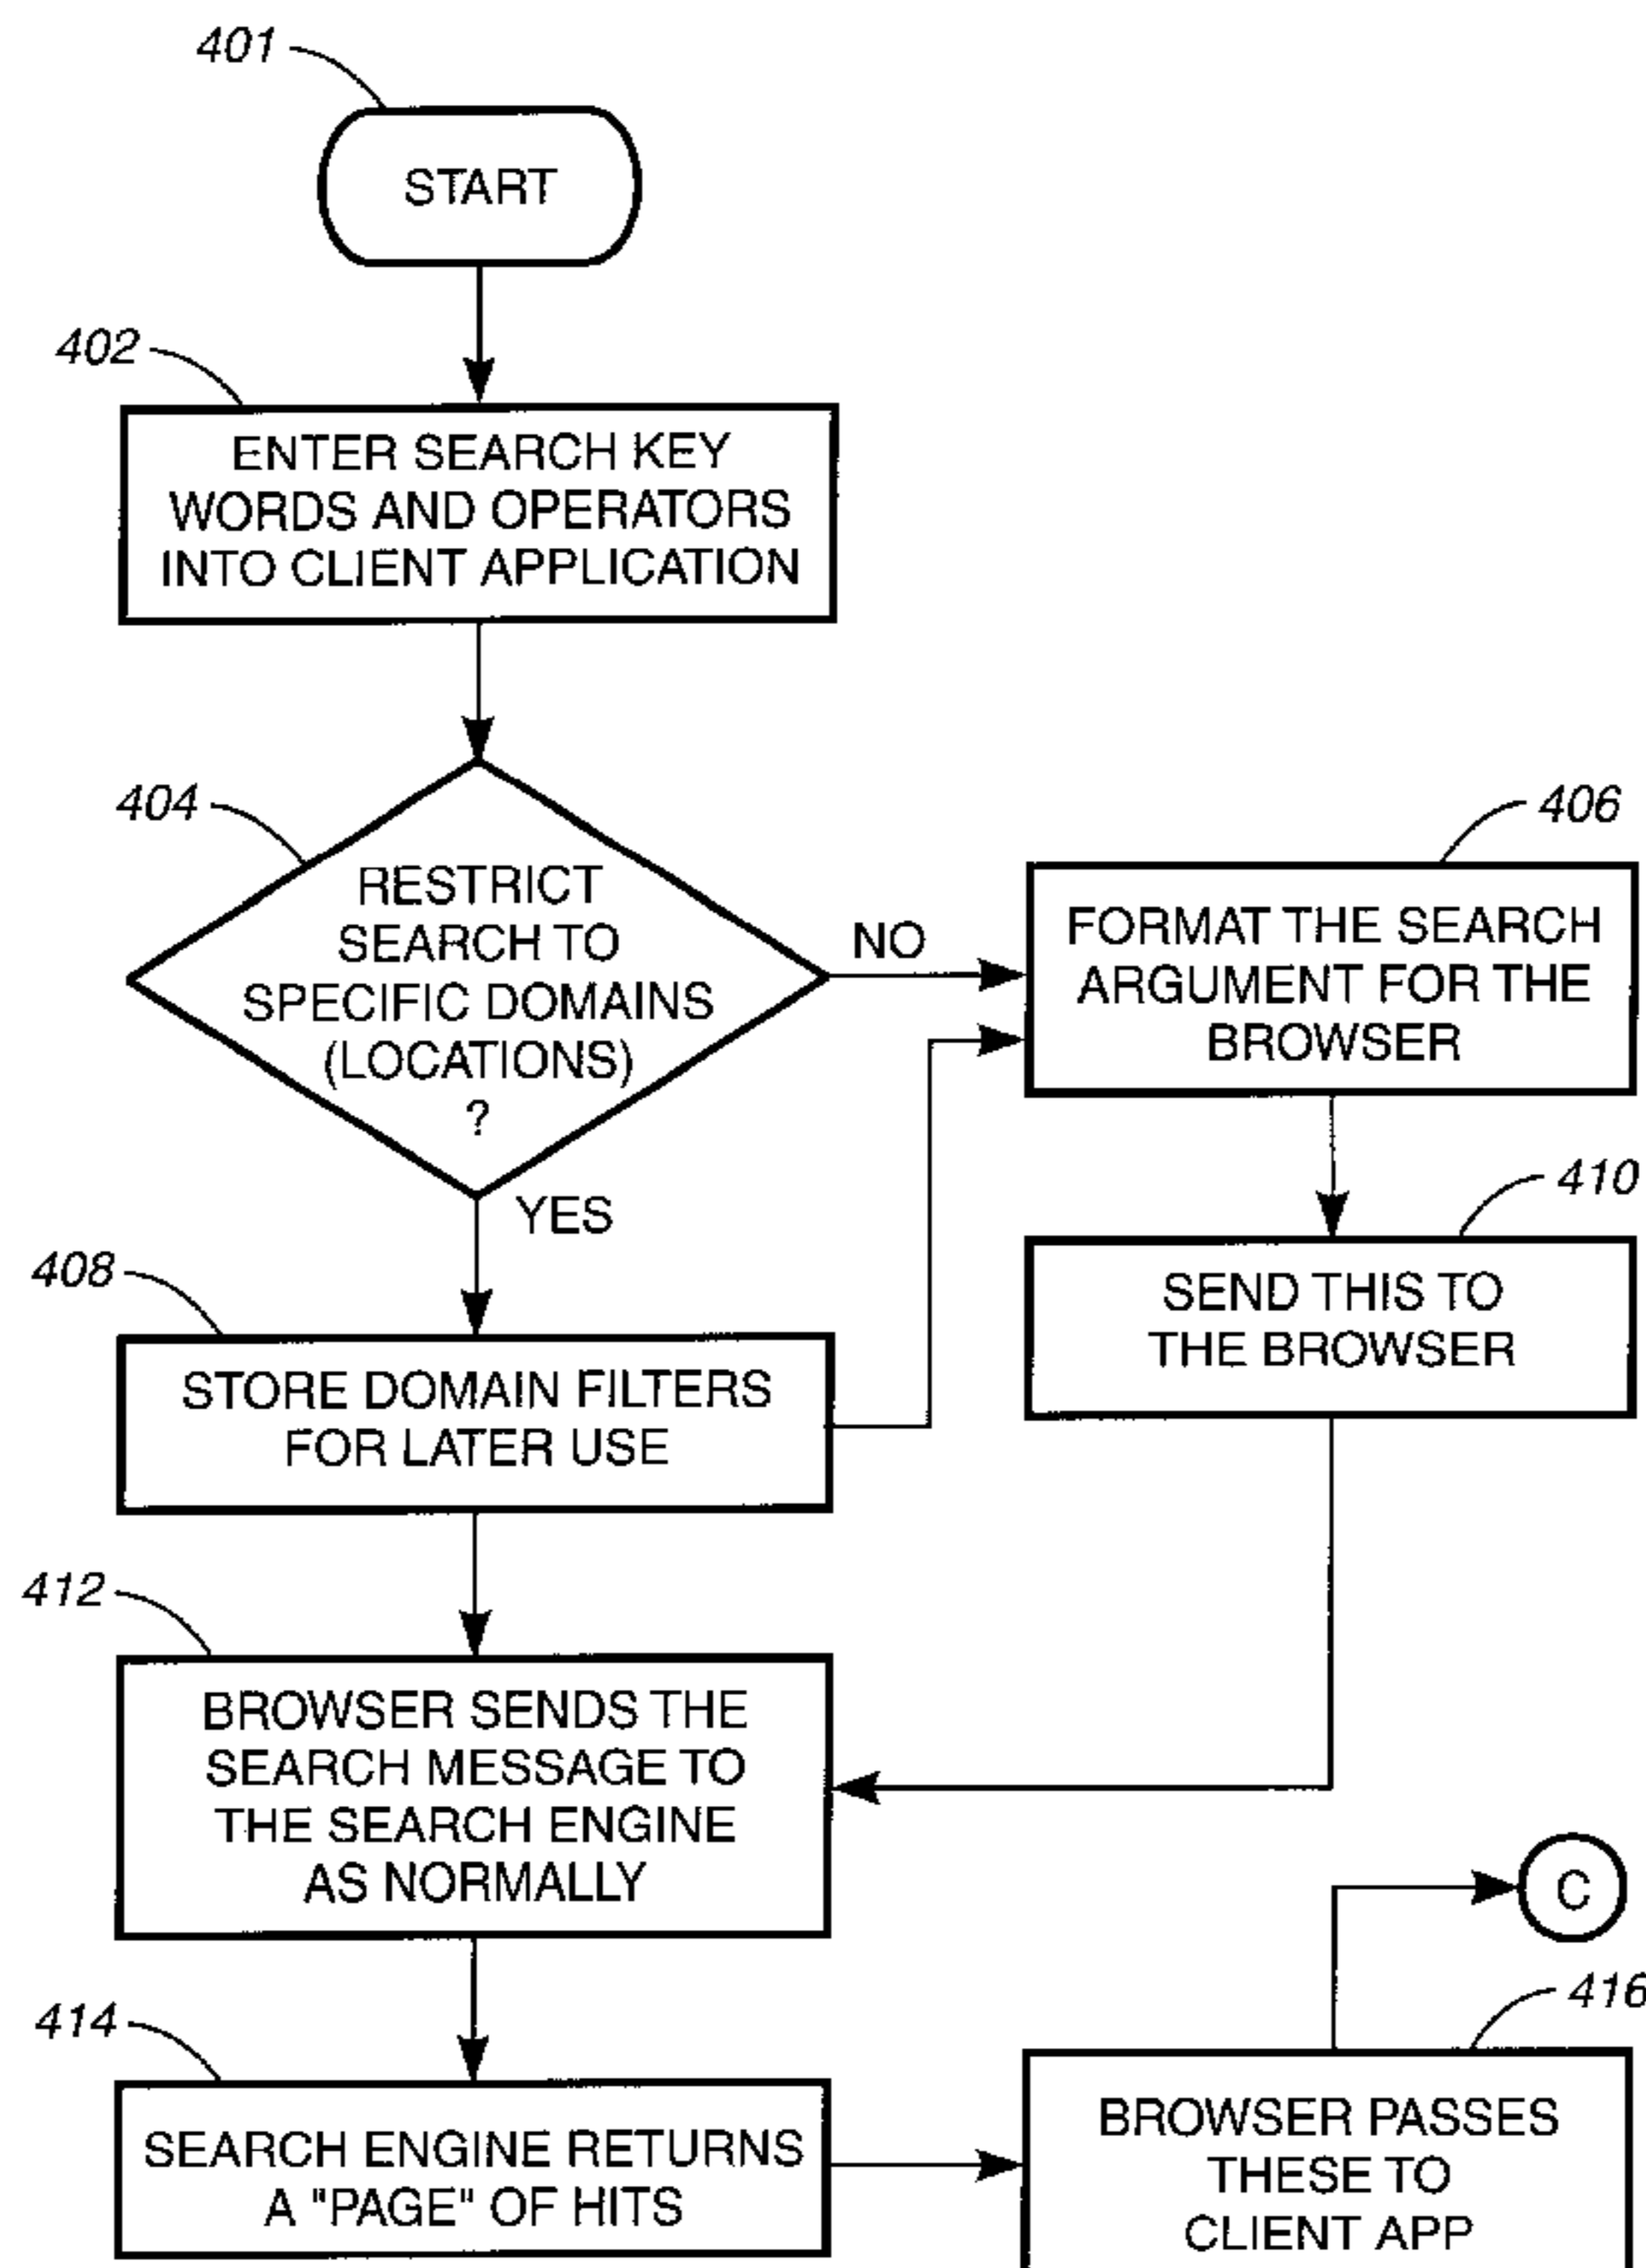 401
START
402
ENTER SEARCH KEY
WORDS AND OPERATORS
INTO CLIENT APPLICATION
404
RESTRICT
SEARCH TO
SPECIFIC DOMAINS
(LOCATIONS)
?
NO
YES
406
FORMAT THE SEARCH
ARGUMENT FOR THE
BROWSER
410
SEND THIS TO
THE BROWSER
408
STORE DOMAIN FILTERS
FOR LATER USE
412
BROWSER SENDS THE
SEARCH MESSAGE TO
THE SEARCH ENGINE
AS NORMALLY
C
414
SEARCH ENGINE RETURNS
A "PAGE" OF HITS
416
BROWSER PASSES
THESE TO
CLIENT APP